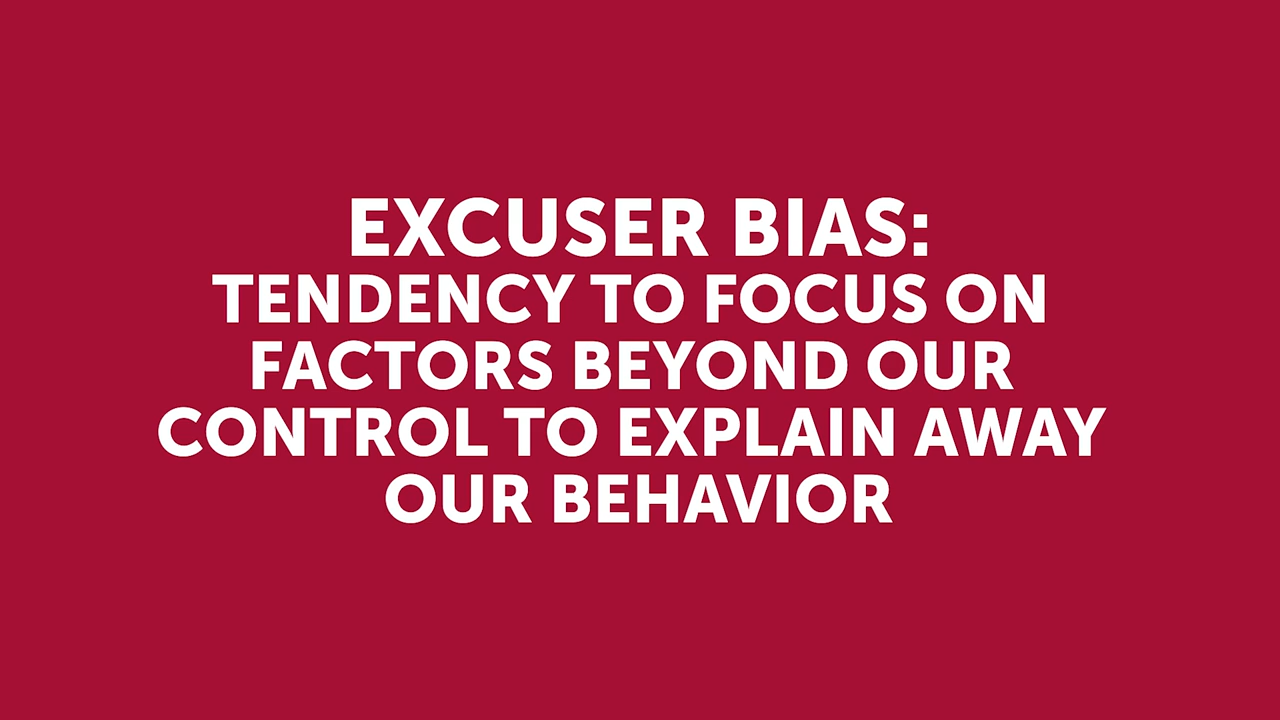 EXCUSER BIAS:
TENDENCY TO FOCUS ON
FACTORS BEYOND OUR
CONTROL TO EXPLAIN AWAY
OUR BEHAVIOR